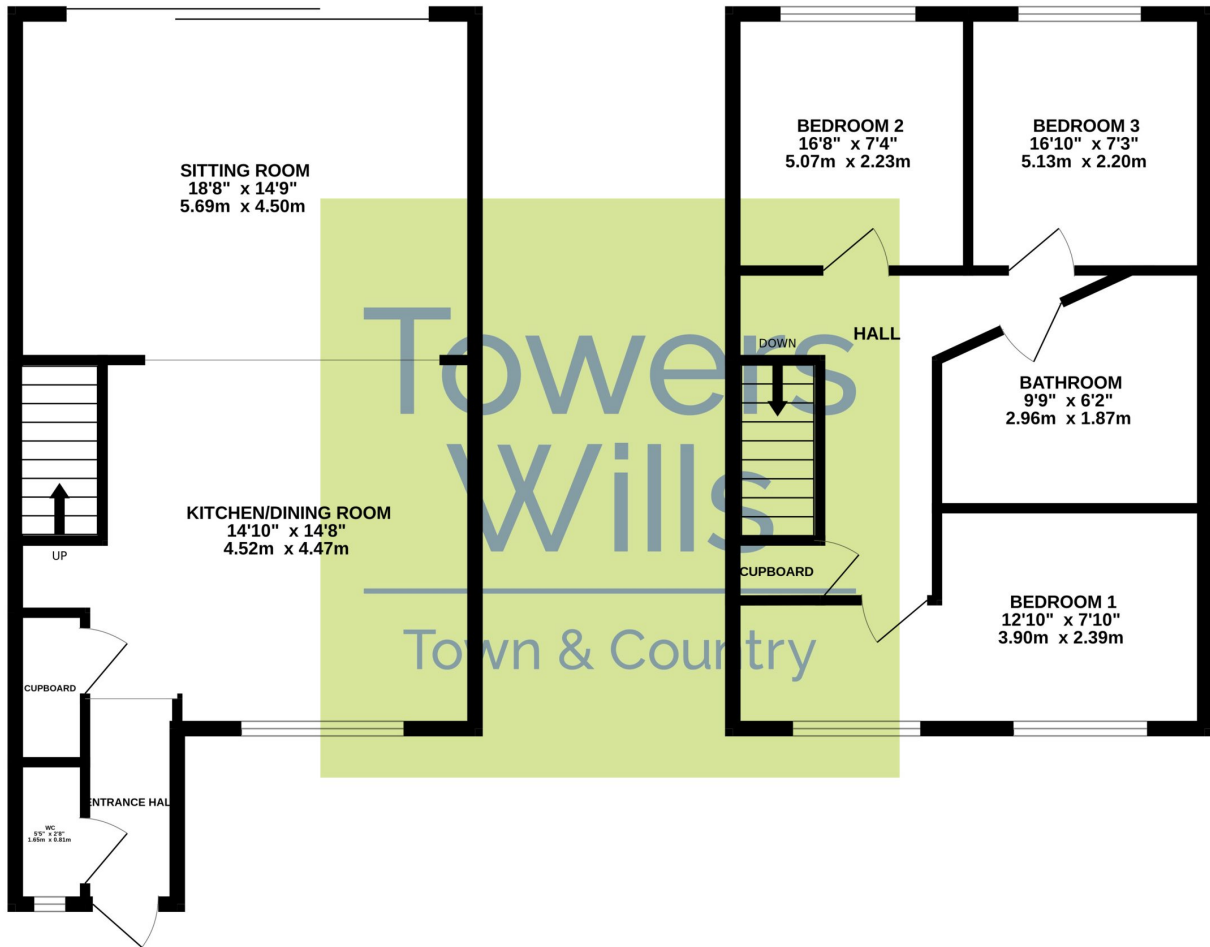 SITTING ROOM
18'8" x 14'9"
5.69m x 4.50m
KITCHEN/DINING ROOM
14'10" x 14'8"
4.52m x 4.47m
UP
CUPBOARD
ENTRANCE HAL
WC
5'5" x 2'8"
1.65m x 0.81m
BEDROOM 2
16'8" x 7'4"
5.07m x 2.23m
BEDROOM 3
16'10" x 7'3"
5.13m x 2.20m
HALL
DOWN
BATHROOM
9'9" x 6'2"
2.96m x 1.87m
CUPBOARD
BEDROOM 1
12'10" x 7'10"
3.90m x 2.39m
Towers
Wills
Town & Country